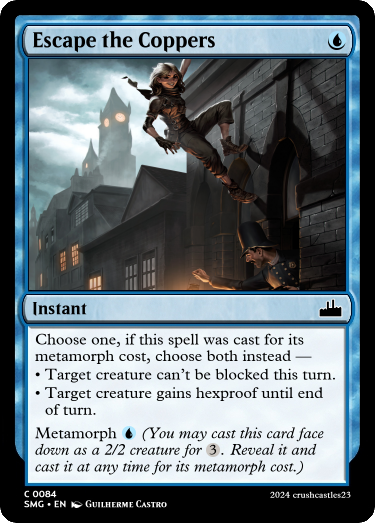 Escape the Coppers
Instant
Choose one, if this spell was cast for its
metamorph cost, choose both instead —
• Target creature can't be blocked this turn.
• Target creature gains hexproof until end
of turn.
Metamorph (You may cast this card face
down as a 2/2 creature for 3. Reveal it and
cast it at any time for its metamorph cost.)
C 0084
SMG • EN Guilherme Castro
2024 crushcastles23